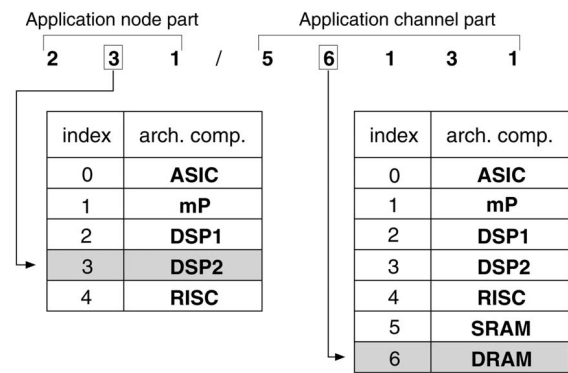 Application node part Application channel part
2 3 1 / 5 6 1 3 1
index arch. comp.
0 ASIC
1 mP
2 DSP1
3 DSP2
4 RISC
index arch. comp.
0 ASIC
1 mP
2 DSP1
3 DSP2
4 RISC
5 SRAM
6 DRAM